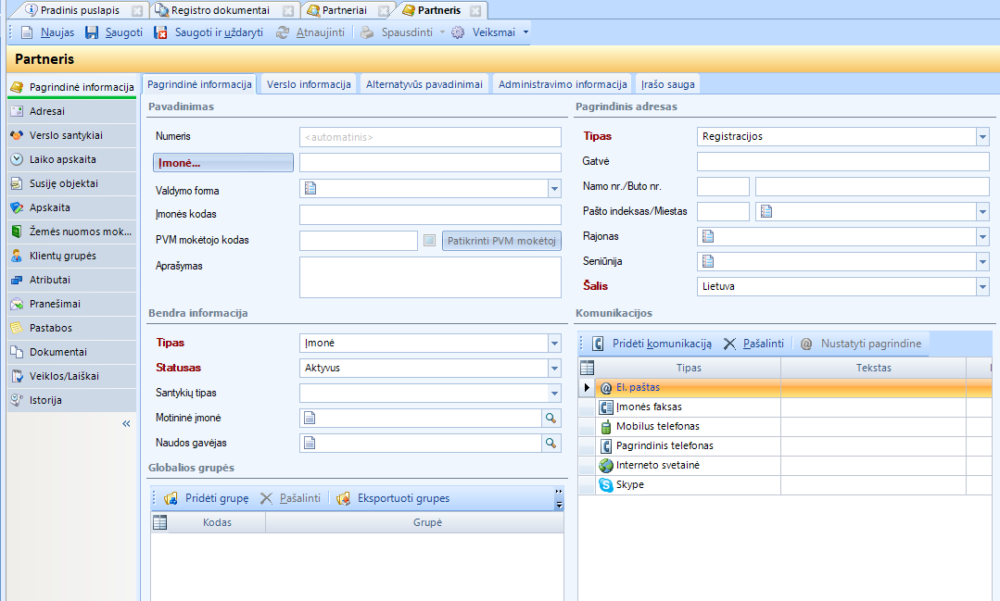 Pradinis puslapis
Registro dokumentai
Partneriai
Partneris
Naujas
Saugoti
Saugoti ir uždaryti
Atnaujinti
Spausdinti
Veiksmai
Partneris
Pagrindinė informacija
Adresai
Verslo santykiai
Laiko apskaita
Susiję objektai
Apskaita
Žemės nuomos mok...
Klientų grupės
Atributai
Pranešimai
Pastabos
Dokumentai
Veiklos/Laiškai
Istorija
Pagrindinė informacija
Verslo informacija
Alternatyvūs pavadinimai
Administravimo informacija
Įrašo sauga
Pavadinimas
Numeris
<automatinis>
Įmonė...
Valdymo forma
Įmonės kodas
PVM mokėtojo kodas
Patikrinti PVM mokėtoj
Aprašymas
Bendra informacija
Tipas
Įmonė
Statusas
Aktyvus
Santykių tipas
Motininė įmonė
Naudos gavėjas
Globalios grupės
Pridėti grupę
Pašalinti
Eksportuoti grupes
Kodas
Grupė
Pagrindinis adresas
Tipas
Registracijos
Gatvė
Namo nr./Buto nr.
Pašto indeksas/Miestas
Rajonas
Seniūnija
Šalis
Lietuva
Komunikacijos
Pridėti komunikaciją
Pašalinti
Nustatyti pagrindine
Tipas
Tekstas
El. paštas
Įmonės faksas
Mobilus telefonas
Pagrindinis telefonas
Interneto svetainė
Skype